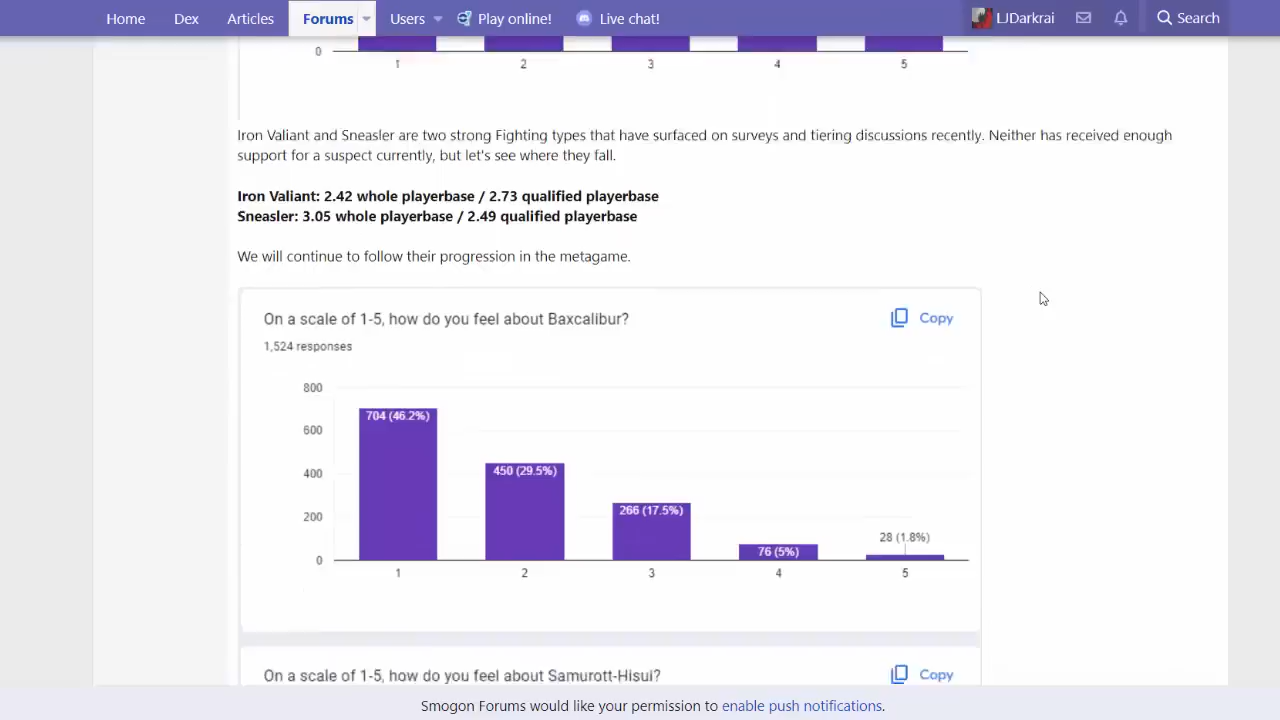 Home Dex Articles Forums Users Play online! Live chat! LJDarkrai Search
0
1 2 3 4 5
Iron Valiant and Sneasler are two strong Fighting types that have surfaced on surveys and tiering discussions recently. Neither has received enough
support for a suspect currently, but let's see where they fall.
Iron Valiant: 2.42 whole playerbase / 2.73 qualified playerbase
Sneasler: 3.05 whole playerbase / 2.49 qualified playerbase
We will continue to follow their progression in the metagame.
On a scale of 1-5, how do you feel about Baxcalibur?
Copy
1,524 responses
800
704 (46.2%)
600
450 (29.5%)
400
266 (17.5%)
200
28 (1.8%)
76 (5%)
0
1 2 3 4 5
On a scale of 1-5, how do you feel about Samurott-Hisui?
Copy
Smogon Forums would like your permission to enable push notifications.